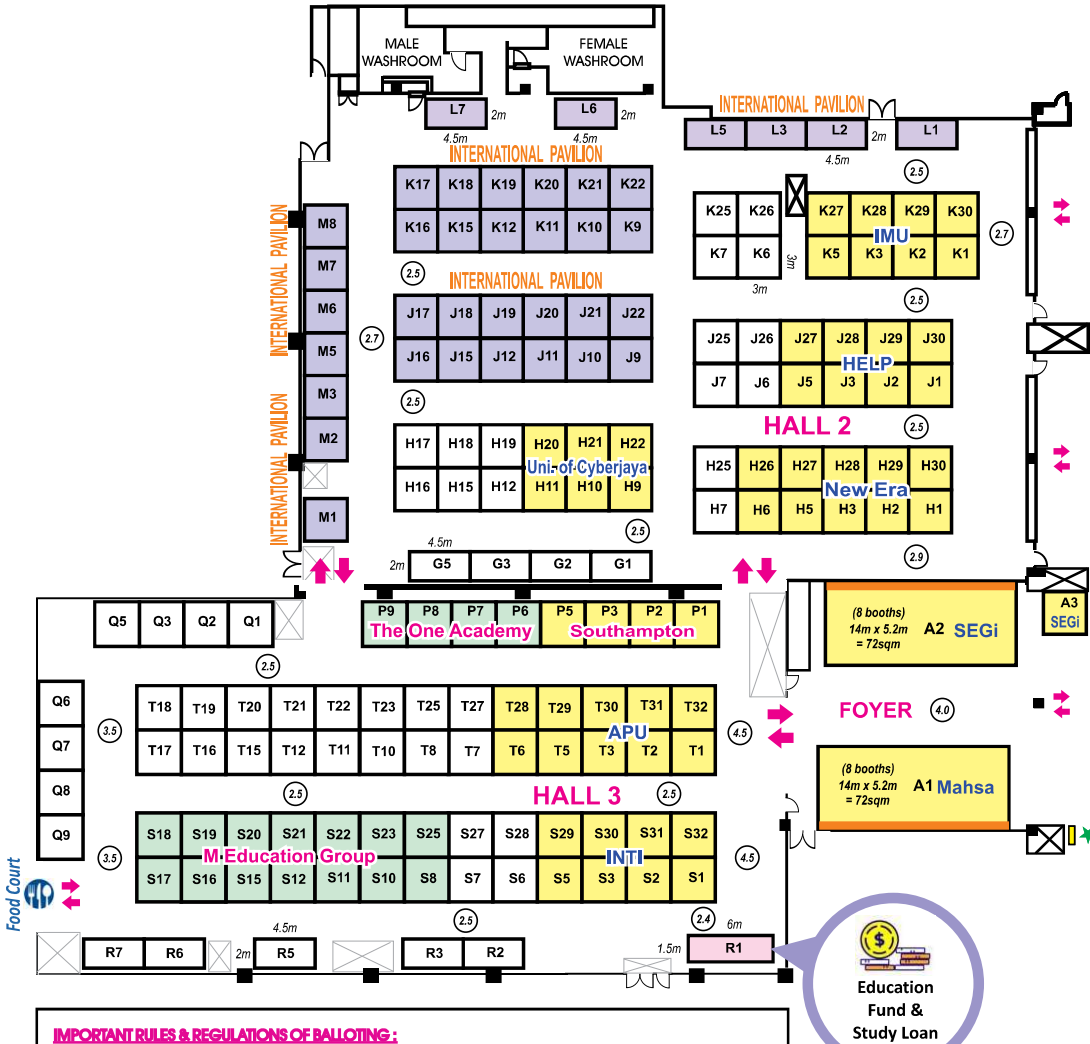 MALE
WASHROOM
FEMALE
WASHROOM
L7
2m
4.5m
L6
2m
4.5m
INTERNATIONAL PAVILION
L5 L3 L2 2m L1
4.5m
INTERNATIONAL PAVILION
2.5
K17 K18 K19 K20 K21 K22
K16 K15 K12 K11 K10 K9
K25 K26
K7 K6
3m
3m
K27 K28 K29 K30
IMU
K5 K3 K2 K1
2.7
INTERNATIONAL PAVILION
INTERNATIONAL PAVILION
M8
M7
M6
M5
M3
M2
M1
2.5
2.5
INTERNATIONAL PAVILION
2.7
J17 J18 J19 J20 J21 J22
J16 J15 J12 J11 J10 J9
J25 J26 J27 J28 J29 J30
HELP
J7 J6 J5 J3 J2 J1
2.5
HALL 2
2.5
H17 H18 H19 H20 H21 H22
Uni. of Cyberjaya
H16 H15 H12 H11 H10 H9
H25 H26 H27 H28 H29 H30
New Era
H7 H6 H5 H3 H2 H1
2.5
2.9
4.5m
2m
G5 G3 G2 G1
Q5 Q3 Q2 Q1
P9 P8 P7 P6 P5 P3 P2 P1
The One Academy
Southampton
(8 booths)
14m x 5.2m
= 72sqm
A2 SEGi
A3
SEGi
2.5
Q6
Q7
Q8
Q9
3.5
T18 T19 T20 T21 T22 T23 T25 T27 T28 T29 T30 T31 T32
APU
T17 T16 T15 T12 T11 T10 T8 T7 T6 T5 T3 T2 T1
4.5
FOYER
4.0
2.5
HALL 3
2.5
(8 booths)
14m x 5.2m
= 72sqm
A1 Mahsa
3.5
S18 S19 S20 S21 S22 S23 S25 S27 S28 S29 S30 S31 S32
M Education Group
INTI
S17 S16 S15 S12 S11 S10 S8 S7 S6 S5 S3 S2 S1
4.5
Food Court
2.5
2.4
R7 R6
4.5m
2m
R5
R3 R2
6m
1.5m
R1
$
Education
Fund &
Study Loan
IMPORTANT RULES & REGULATIONS OF BALLOTING :